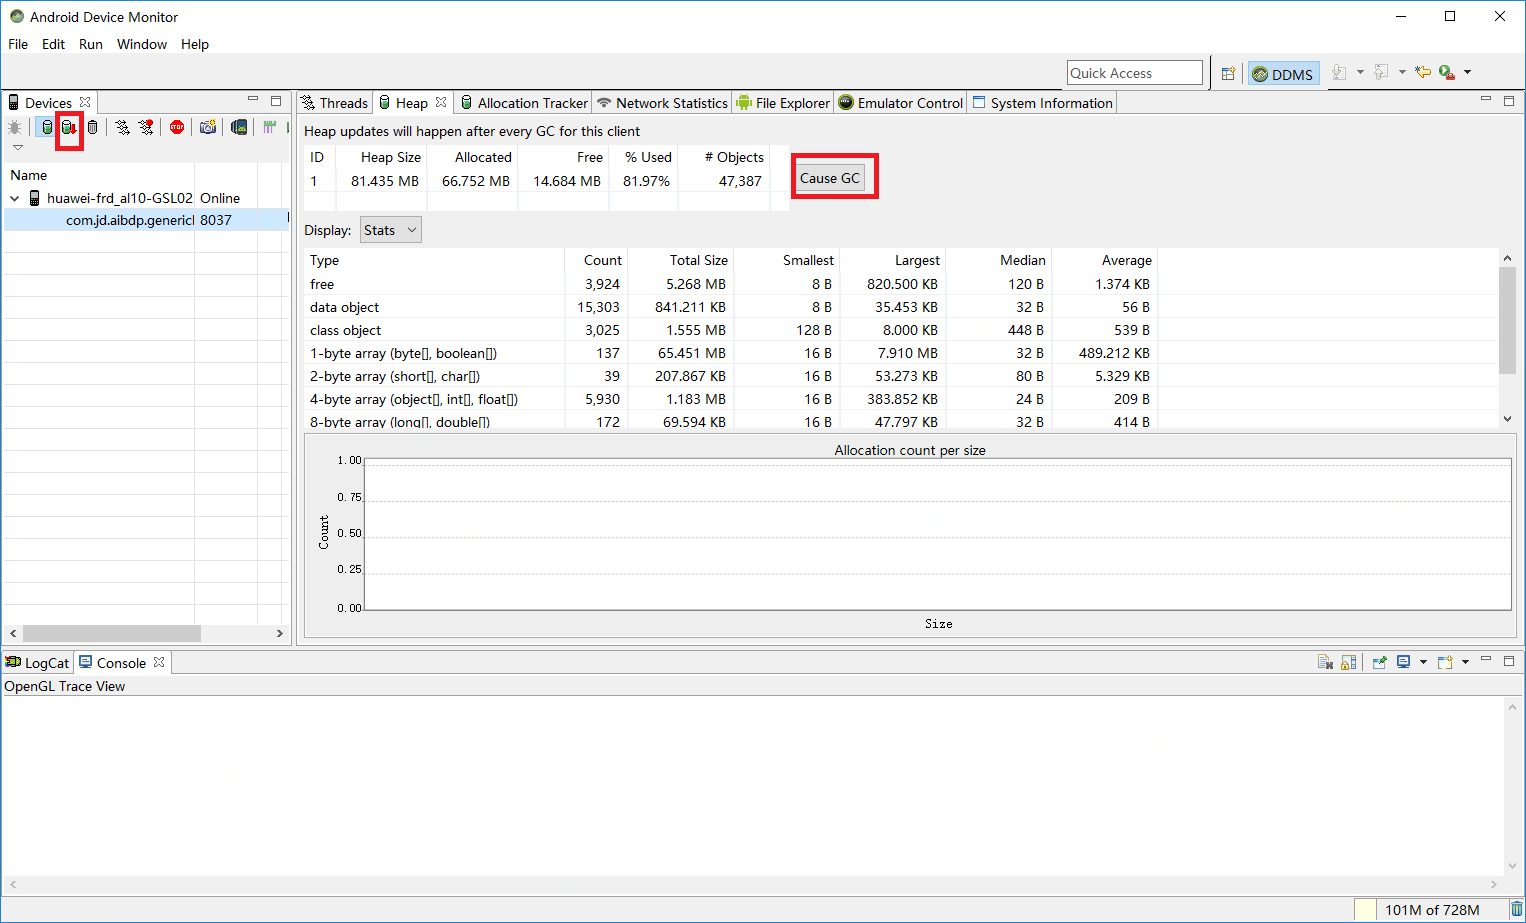 Android Device Monitor
File Edit Run Window Help
Quick Access DDMS
Devices
Name
huawei-frd_al10-GSL02 Online
com.jd.aibdp.generic 8037
Threads Heap Allocation Tracker Network Statistics File Explorer Emulator Control System Information
Heap updates will happen after every GC for this client
ID Heap Size Allocated Free % Used # Objects
1 81.435 MB 66.752 MB 14.684 MB 81.97% 47,387
Cause GC
Display: Stats
Type Count Total Size Smallest Largest Median Average
free 3,924 5.268 MB 8 B 820.500 KB 120 B 1.374 KB
data object 15,303 841.211 KB 8 B 35.453 KB 32 B 56 B
class object 3,025 1.555 MB 128 B 8.000 KB 448 B 539 B
1-byte array (byte[], boolean[]) 137 65.451 MB 16 B 7.910 MB 32 B 489.212 KB
2-byte array (short[], char[]) 39 207.867 KB 16 B 53.273 KB 80 B 5.329 KB
4-byte array (object[], int[], float[]) 5,930 1.183 MB 16 B 383.852 KB 24 B 209 B
8-byte array (long[], double[]) 172 69.594 KB 16 B 47.797 KB 32 B 414 B
Allocation count per size
1.00
0.75
0.50
0.25
0.00
Count
Size
LogCat Console
OpenGL Trace View
101M of 728M